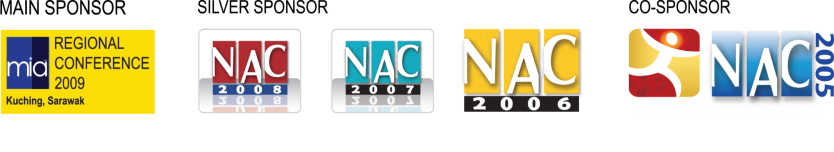 MAIN SPONSOR
mia
REGIONAL
CONFERENCE
2009
Kuching, Sarawak
SILVER SPONSOR
NAC
2008
NAC
2007
NAC
2006
CO-SPONSOR
NAC
2005